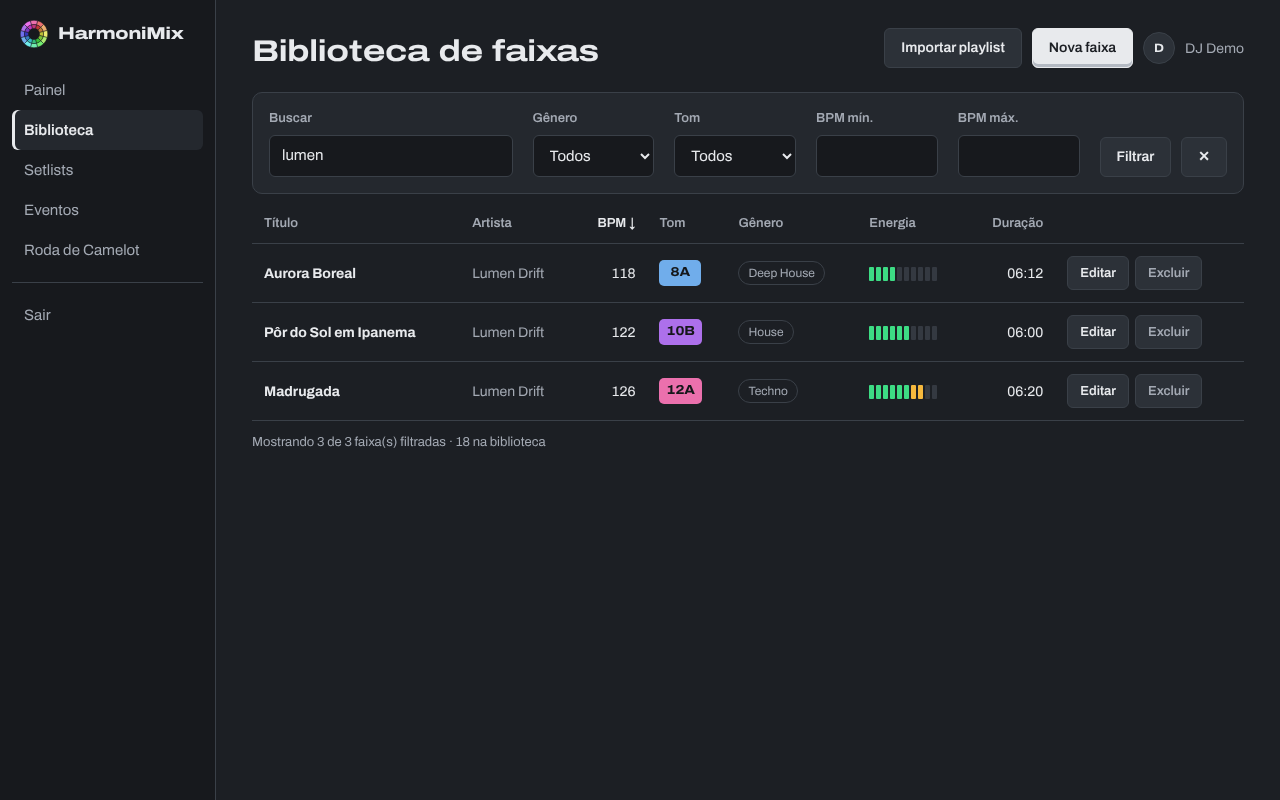 HarmoniMix
Painel
Biblioteca
Setlists
Eventos
Roda de Camelot
Sair
Biblioteca de faixas
Importar playlist
Nova faixa
D
DJ Demo
Buscar
Gênero
Tom
BPM mín.
BPM máx.
lumen
Todos
Todos
Filtrar
✕
Título Artista BPM ↓ Tom Gênero Energia Duração
Aurora Boreal Lumen Drift 118 8A Deep House 06:12 Editar Excluir
Pôr do Sol em Ipanema Lumen Drift 122 10B House 06:00 Editar Excluir
Madrugada Lumen Drift 126 12A Techno 06:20 Editar Excluir
Mostrando 3 de 3 faixa(s) filtradas · 18 na biblioteca